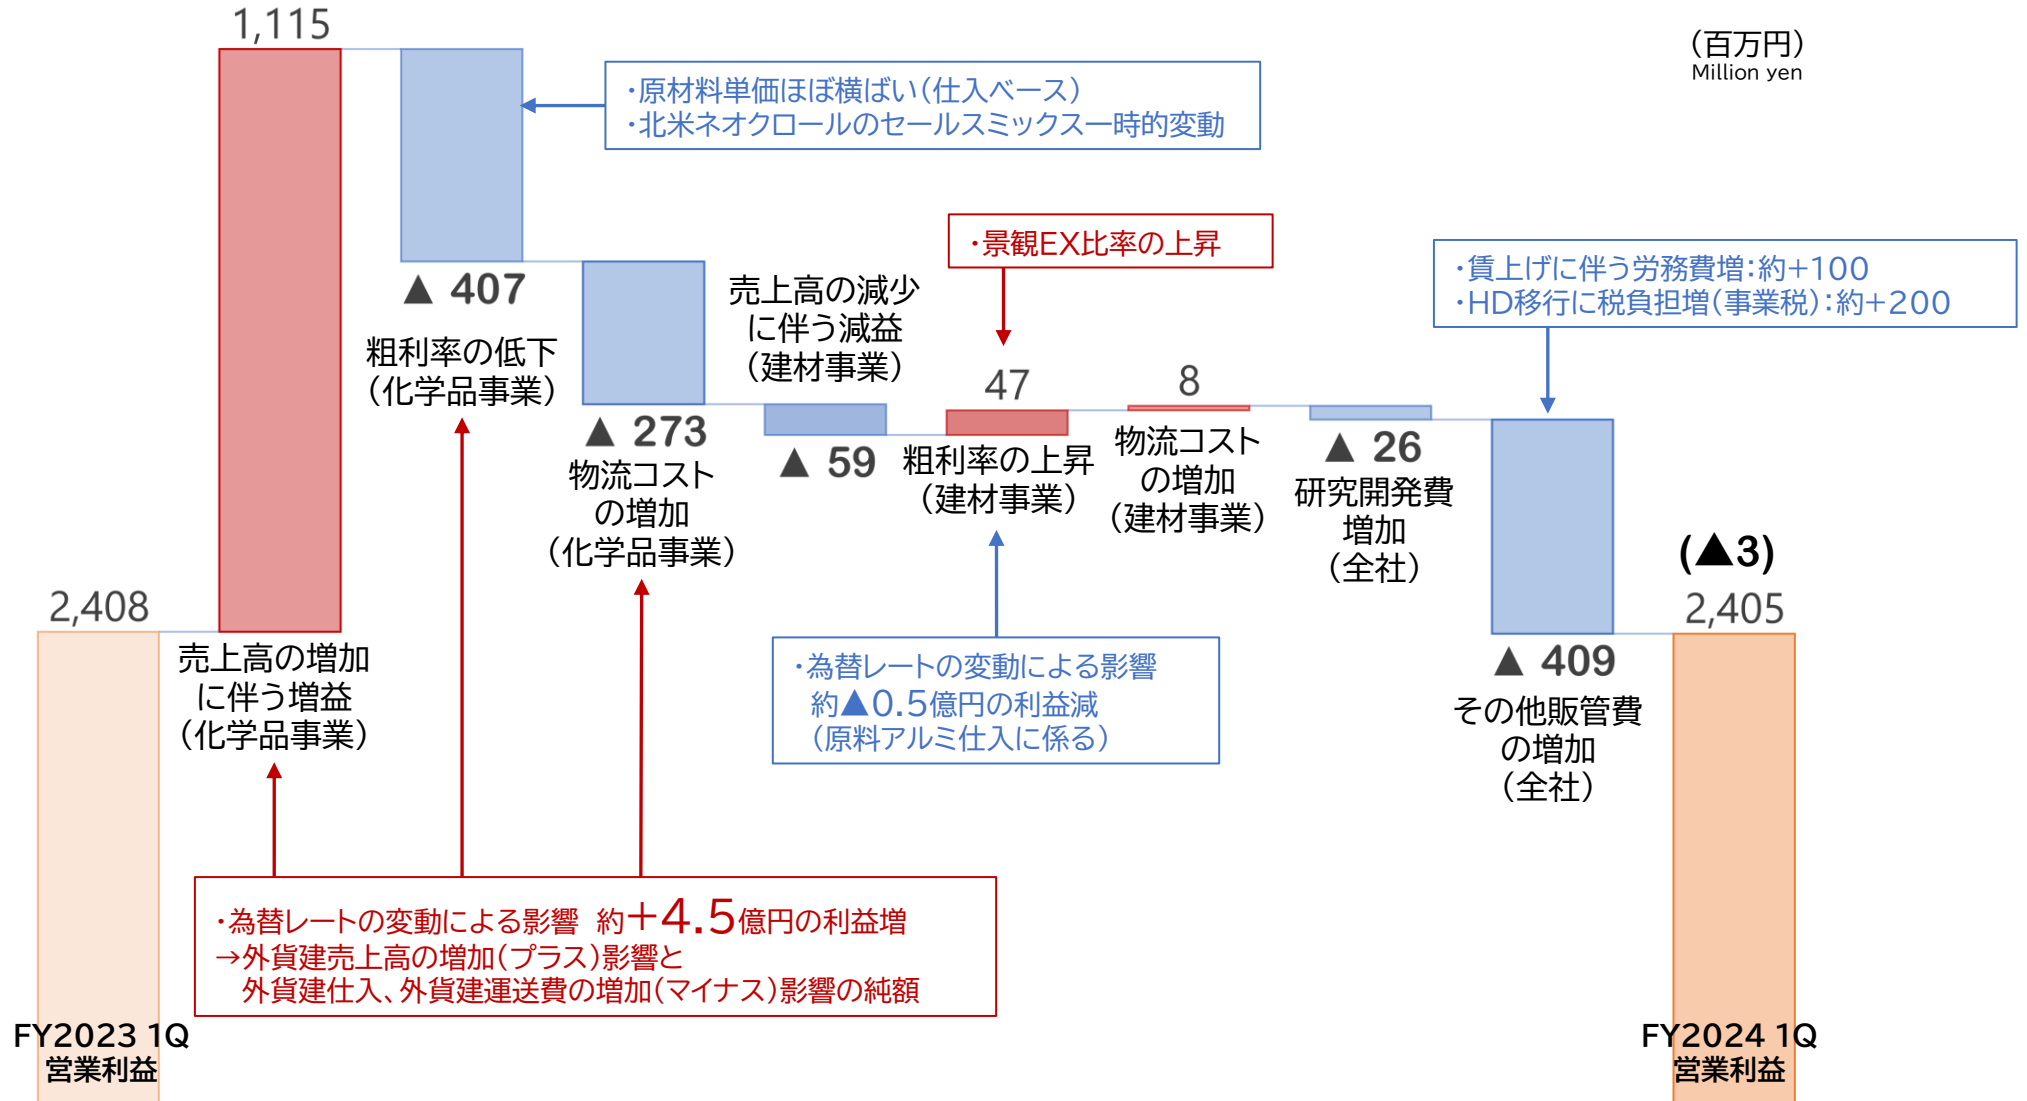 (百万円)
Million yen
1,115
・原材料単価ほぼ横ばい(仕入ベース)
・北米ネオクロールのセールスミックス一時的変動
▲ 407
粗利率の低下
(化学品事業)
▲ 273
物流コスト
の増加
(化学品事業)
売上高の減少
に伴う減益
(建材事業)
▲ 59
・景観EX比率の上昇
47
粗利率の上昇
(建材事業)
8
物流コスト
の増加
(建材事業)
▲ 26
研究開発費
増加
(全社)
・賃上げに伴う労務費増:約+100
・HD移行に税負担増(事業税):約+200
▲ 409
その他販管費
の増加
(全社)
(▲3)
2,405
2,408
売上高の増加
に伴う増益
(化学品事業)
・為替レートの変動による影響
約▲0.5億円の利益減
(原料アルミ仕入に係る)
・為替レートの変動による影響 約+4.5億円の利益増
→外貨建売上高の増加(プラス)影響と
外貨建仕入、外貨建運送費の増加(マイナス)影響の純額
FY2023 1Q
営業利益
FY2024 1Q
営業利益